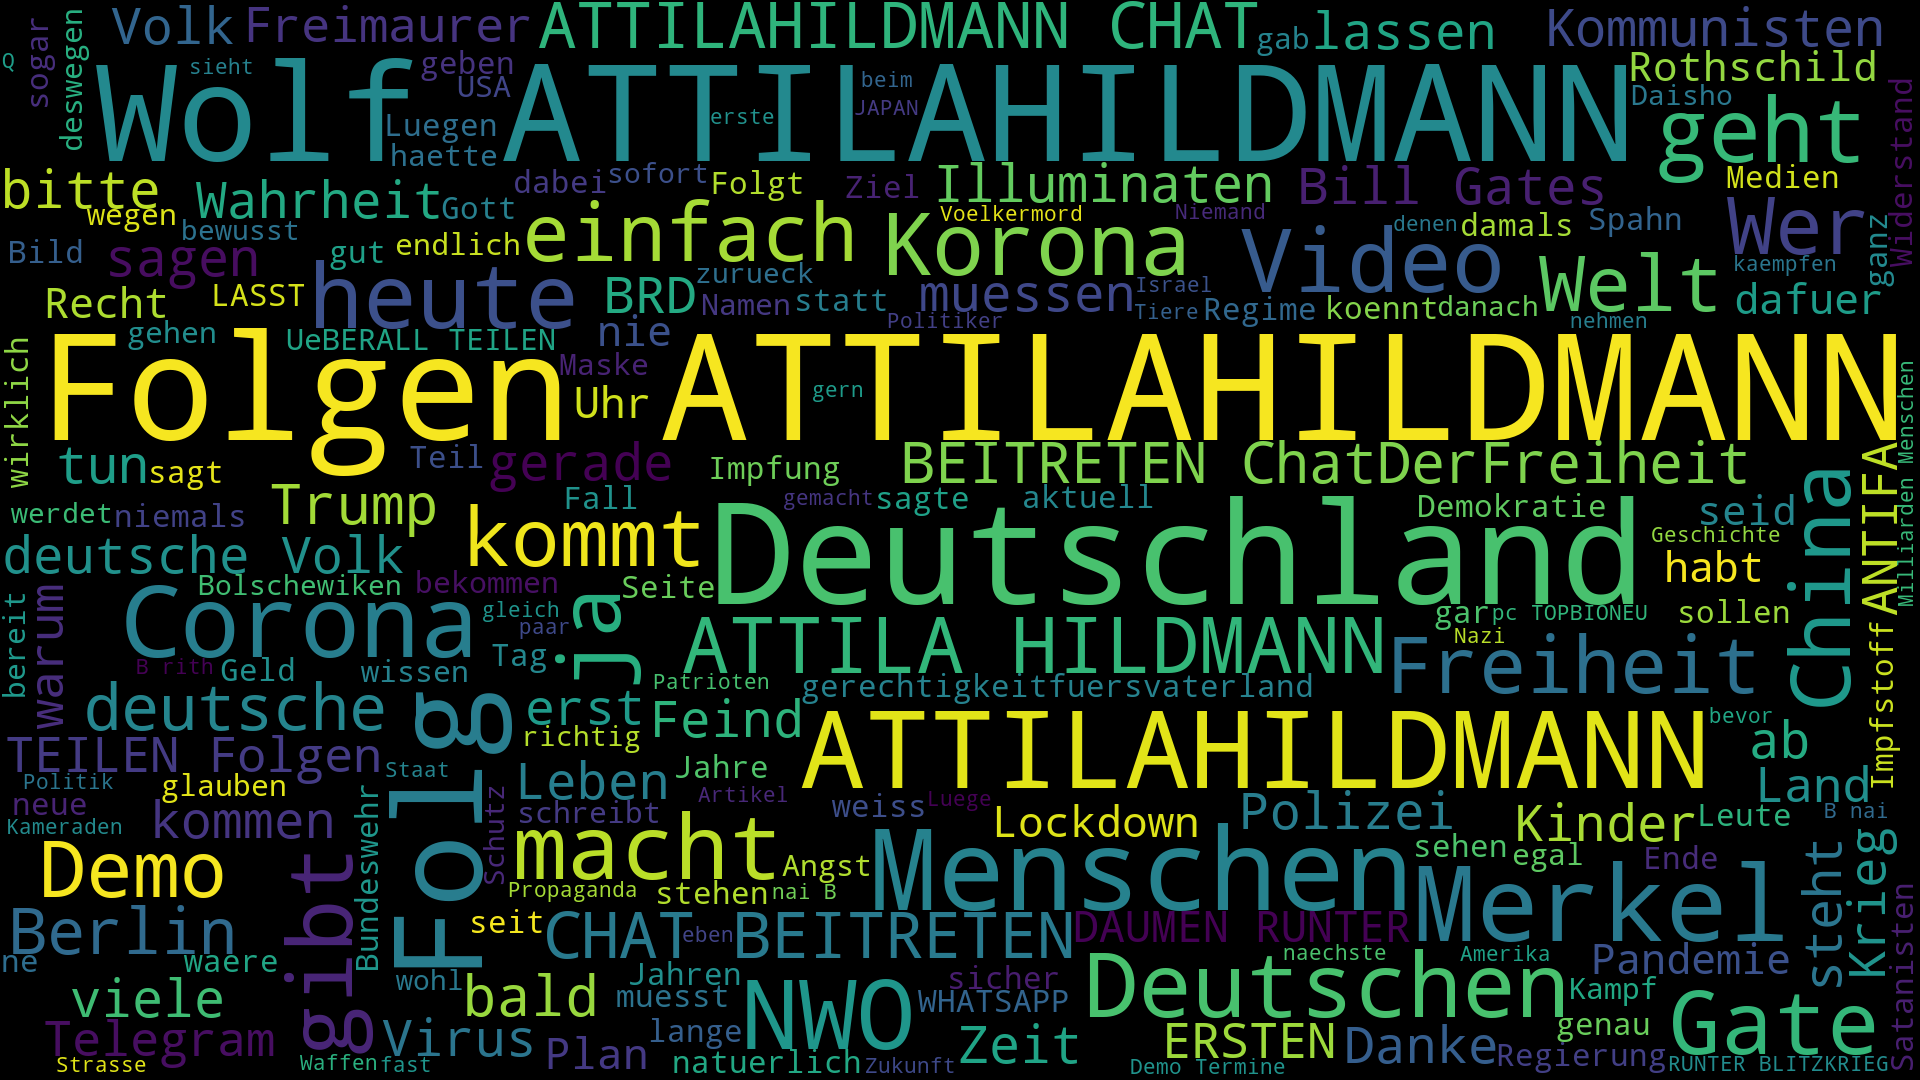 Volk Freimaurer ATTILAHILDMANN CHAT gab lassen Kommunisten
Q sogar deswegen sieht geben USA beim Rothschild
Wolf ATTILAHILDMANN geht
Luegen erste JAPAN Daisho Widerstand
haette
bitte wegen Wahrheit Gott dabei sofort Folgt Ziel Illuminaten Bill Gates Medien
bewusst einfach Voelkermord Niemand denen damals Spahn Wer ganz
Bild sagen gut endlich Korona Video kaempfen
Recht LASST heute BRD zurueck Namen statt muessen Israel Tiere Regime koennt danach Welt dafuer
gehen UeBERALL TEILEN nie Politiker nehmen
wirklich Folgen ATTILAHILDMANN Milliarden Menschen
Maske Uhr gern
tun sagt Teil gerade Impfung BEITRETEN ChatDerFreiheit ANTIFA
werdet niemals Trump Fall gemacht sagte aktuell Demokratie seid China
deutsche Volk kommt Deutschland Geschichte habt
Bolschewiken bekommen Seite
bereit warum Corona gleich paar ja gar pc TOPBIONEU sollen
B rith Geld wissen Tag ATTILA HILDMANN Nazi Freiheit Impfstoff
deutsche erst Patrioten gerechtigkeitfuersvaterland
richtig Feind ATTILAHILDMANN bevor ab
TEILEN Folgen Folg Staat Leben Jahre Land
Politik glauben Bundeswehr Schutz Artikel
neue kommen schreibt weiss Luege Lockdown Polizei Kinder Leute B nai
Kameraden macht Angst Menschen sehen egal Ende Krieg
Demo gibt Propaganda stehen nai B Merkel steht Satanisten
Berlin seit CHAT eben BEITRETEN DAUMEN RUNTER
ne waere wohl Jahren sicher naechste Amerika Pandemie
viele bald muesst NWO WHATSAPP Deutschen Kampf Gate
Telegram Virus Plan lange Zeit ERSTEN Danke genau Regierung
Strasse Waffen fast natuerlich Zukunft Demo Termine RUNTER BLITZKRIEG